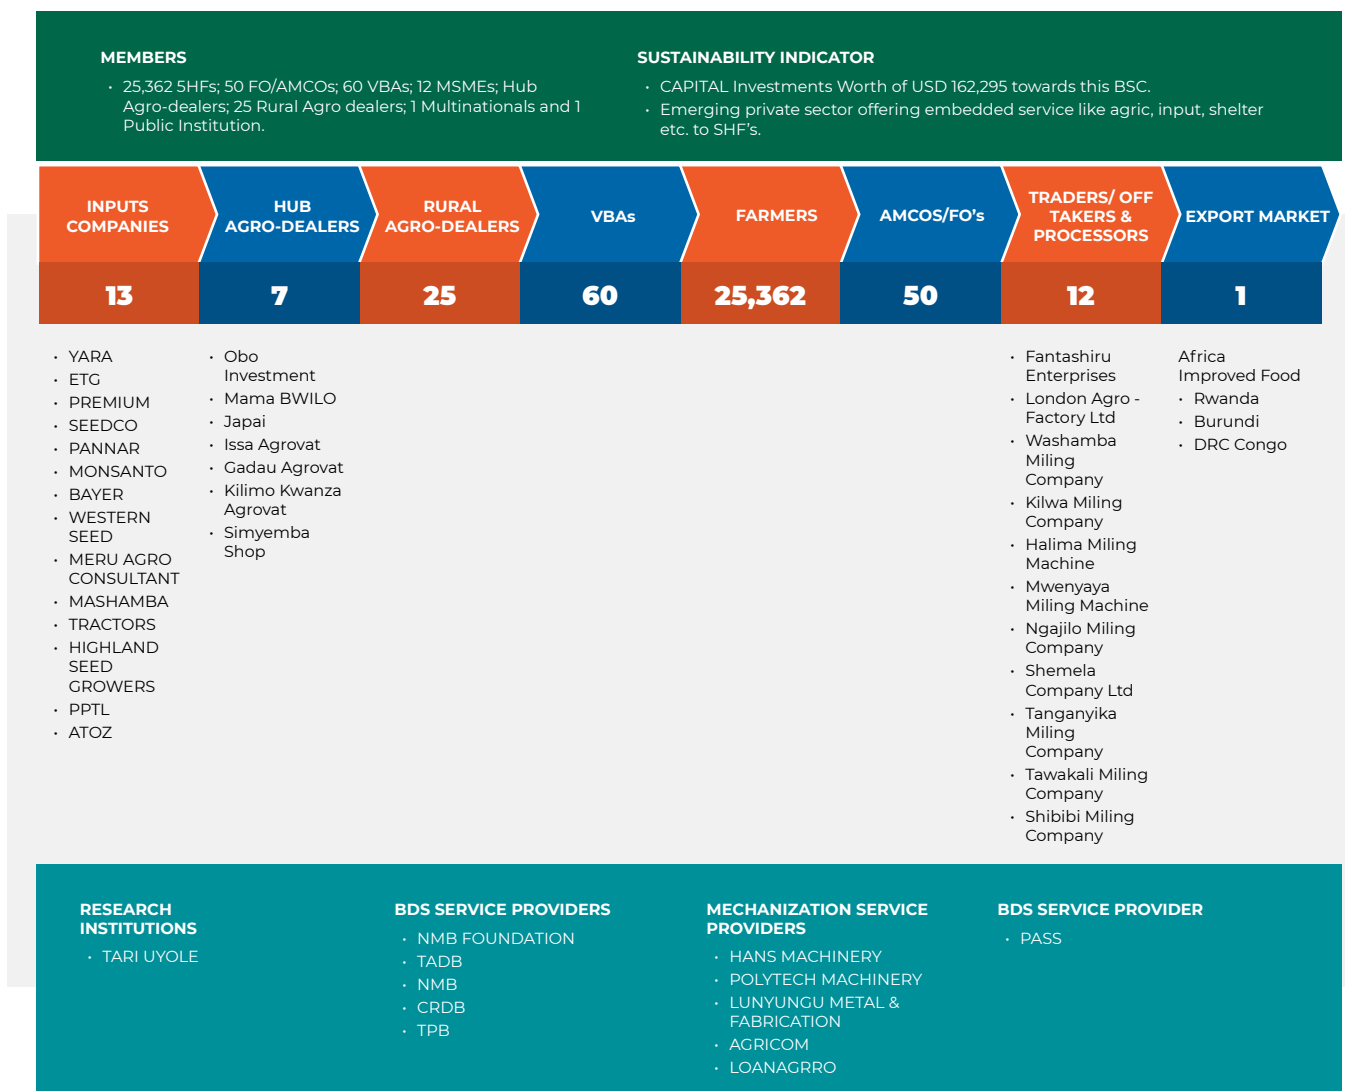 MEMBERS
• 25,362 5HFs; 50 FO/AMCOs; 60 VBAs; 12 MSMEs; Hub
Agro-dealers; 25 Rural Agro dealers; 1 Multinationals and 1
Public Institution.
SUSTAINABILITY INDICATOR
• CAPITAL Investments Worth of USD 162,295 towards this BSC.
• Emerging private sector offering embedded service like agric, input, shelter
etc. to SHF's.
INPUTS
COMPANIES
HUB
AGRO-DEALERS
RURAL
AGRO-DEALERS
VBAs
FARMERS
AMCOS/FO's
TRADERS/ OFF
TAKERS &
PROCESSORS
EXPORT MARKET
13
7
25
60
25,362
50
12
1
• YARA
• ETG
• PREMIUM
• SEEDCO
• PANNAR
• MONSANTO
• BAYER
• WESTERN
SEED
• MERU AGRO
CONSULTANT
• MASHAMBA
• TRACTORS
• HIGHLAND
SEED
GROWERS
• PPTL
• ATOZ
• Obo
Investment
• Mama BWILO
• Japai
• Issa Agrovat
• Gadau Agrovat
• Kilimo Kwanza
Agrovat
• Simyemba
Shop
• Fantashiru
Enterprises
• London Agro -
Factory Ltd
• Washamba
Miling
Company
• Kilwa Miling
Company
• Halima Miling
Machine
• Mwenyaya
Miling Machine
• Ngajilo Miling
Company
• Shemela
Company Ltd
• Tanganyika
Miling
Company
• Tawakali Miling
Company
• Shibibi Miling
Company
Africa
Improved Food
• Rwanda
• Burundi
• DRC Congo
RESEARCH
INSTITUTIONS
• TARI UYOLE
BDS SERVICE PROVIDERS
• NMB FOUNDATION
• TADB
• NMB
• CRDB
• TPB
MECHANIZATION SERVICE
PROVIDERS
• HANS MACHINERY
• POLYTECH MACHINERY
• LUNYUNGU METAL &
FABRICATION
• AGRICOM
• LOANAGRRO
BDS SERVICE PROVIDER
• PASS